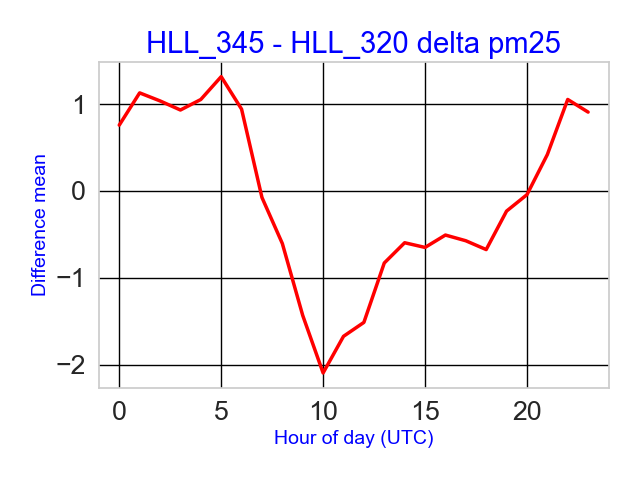 HLL_345 - HLL_320 delta pm25
Difference mean
1
0
−1
−2
0 5 10 15 20
Hour of day (UTC)